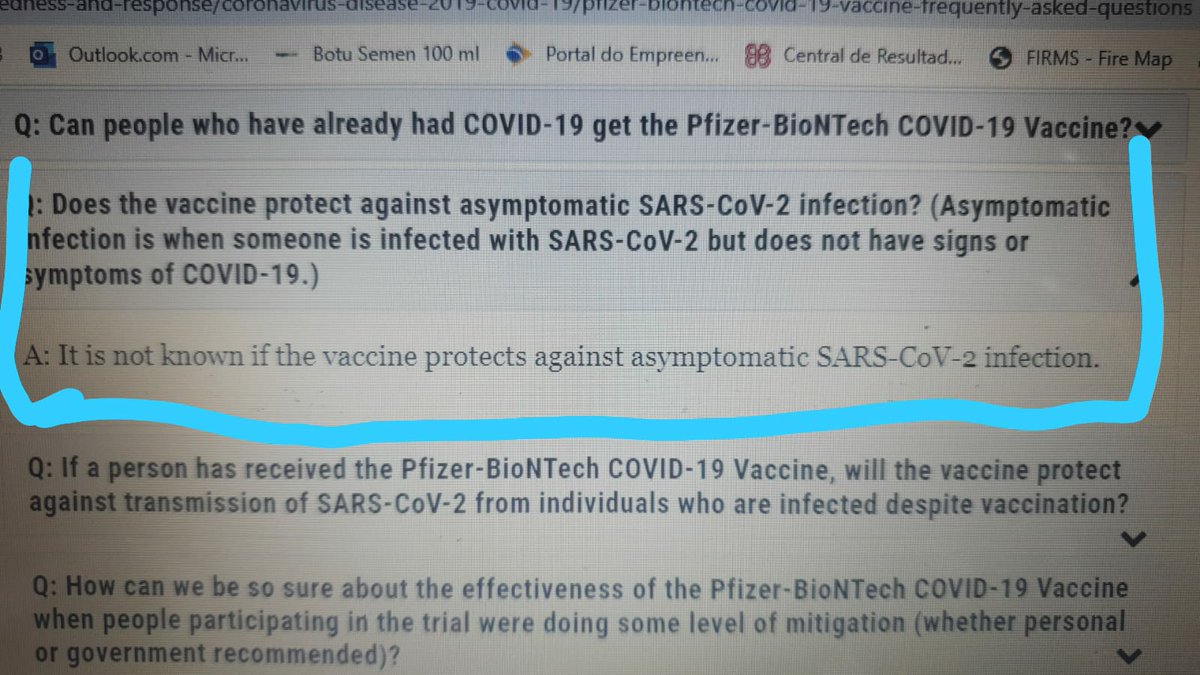 edness-and-response/coronavirus-disease-2019-covid-19/pfizer-biontech-covid-19-vaccine-frequently-asked-questions
Outlook.com - Micr... Botu Semen 100 ml Portal do Empreen... Central de Resultad... FIRMS - Fire Map
Q: Can people who have already had COVID-19 get the Pfizer-BioNTech COVID-19 Vaccine?
Q: Does the vaccine protect against asymptomatic SARS-CoV-2 infection? (Asymptomatic
infection is when someone is infected with SARS-CoV-2 but does not have signs or
symptoms of COVID-19.)
A: It is not known if the vaccine protects against asymptomatic SARS-CoV-2 infection.
Q: If a person has received the Pfizer-BioNTech COVID-19 Vaccine, will the vaccine protect
against transmission of SARS-CoV-2 from individuals who are infected despite vaccination?
Q: How can we be so sure about the effectiveness of the Pfizer-BioNTech COVID-19 Vaccine
when people participating in the trial were doing some level of mitigation (whether personal
or government recommended)?